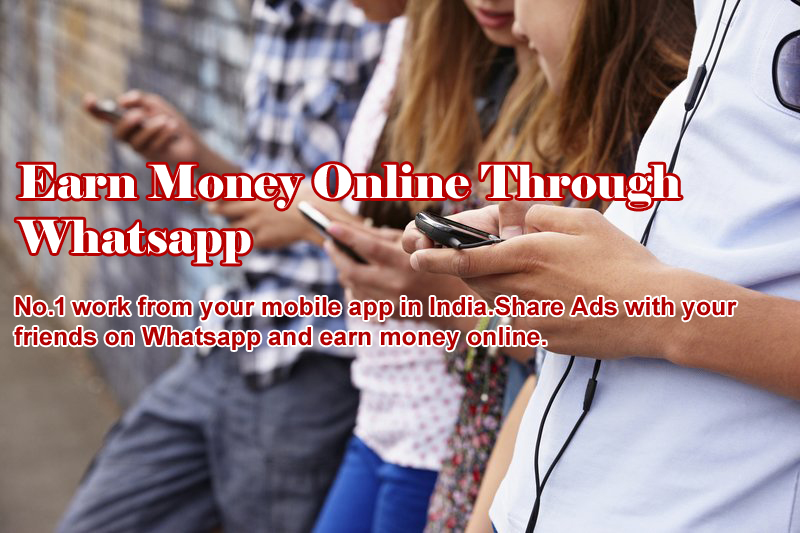 Earn Money Online Through
Whatsapp
No.1 work from your mobile app in India.Share Ads with your
friends on Whatsapp and earn money online.